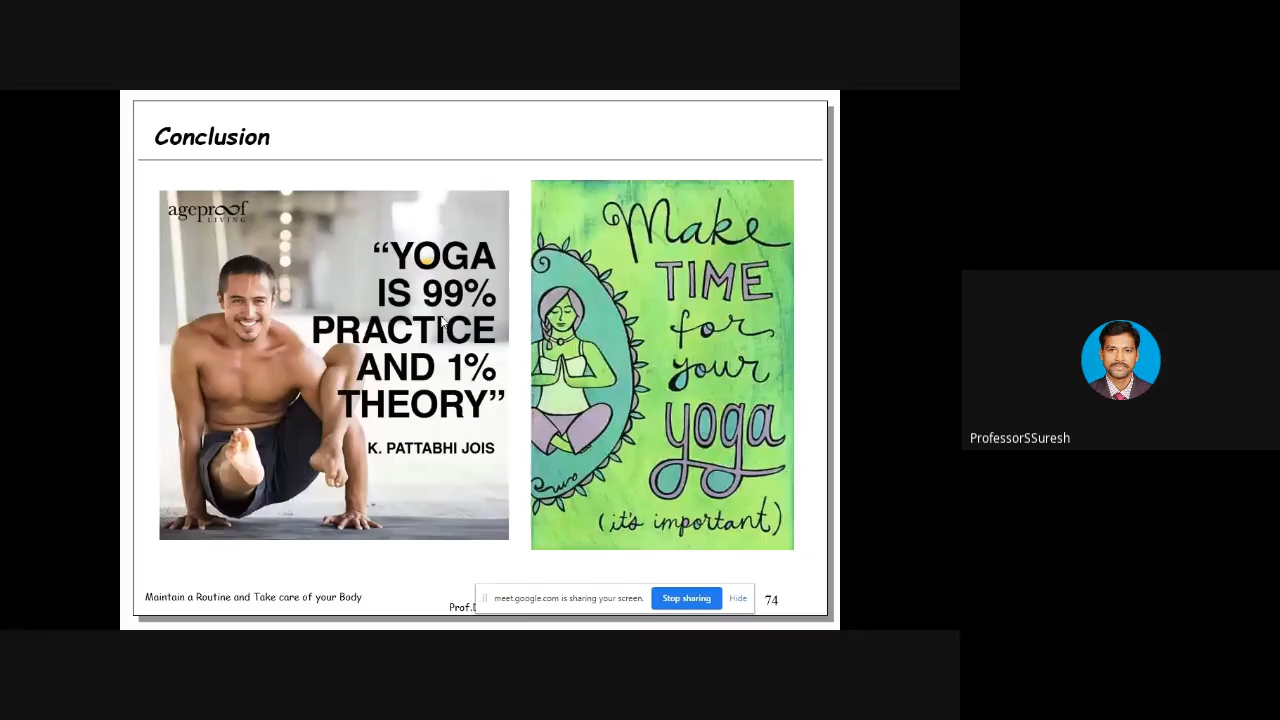 Conclusion
ageproof
LIVING
“YOGA
IS 99%
PRACTICE
AND 1%
THEORY”
K. PATTABHI JOIS
Make
TIME
for
your
yoga
(it's important)
Maintain a Routine and Take care of your Body
meet.google.com is sharing your screen.
Stop sharing
Hide
74
ProfessorSSuresh